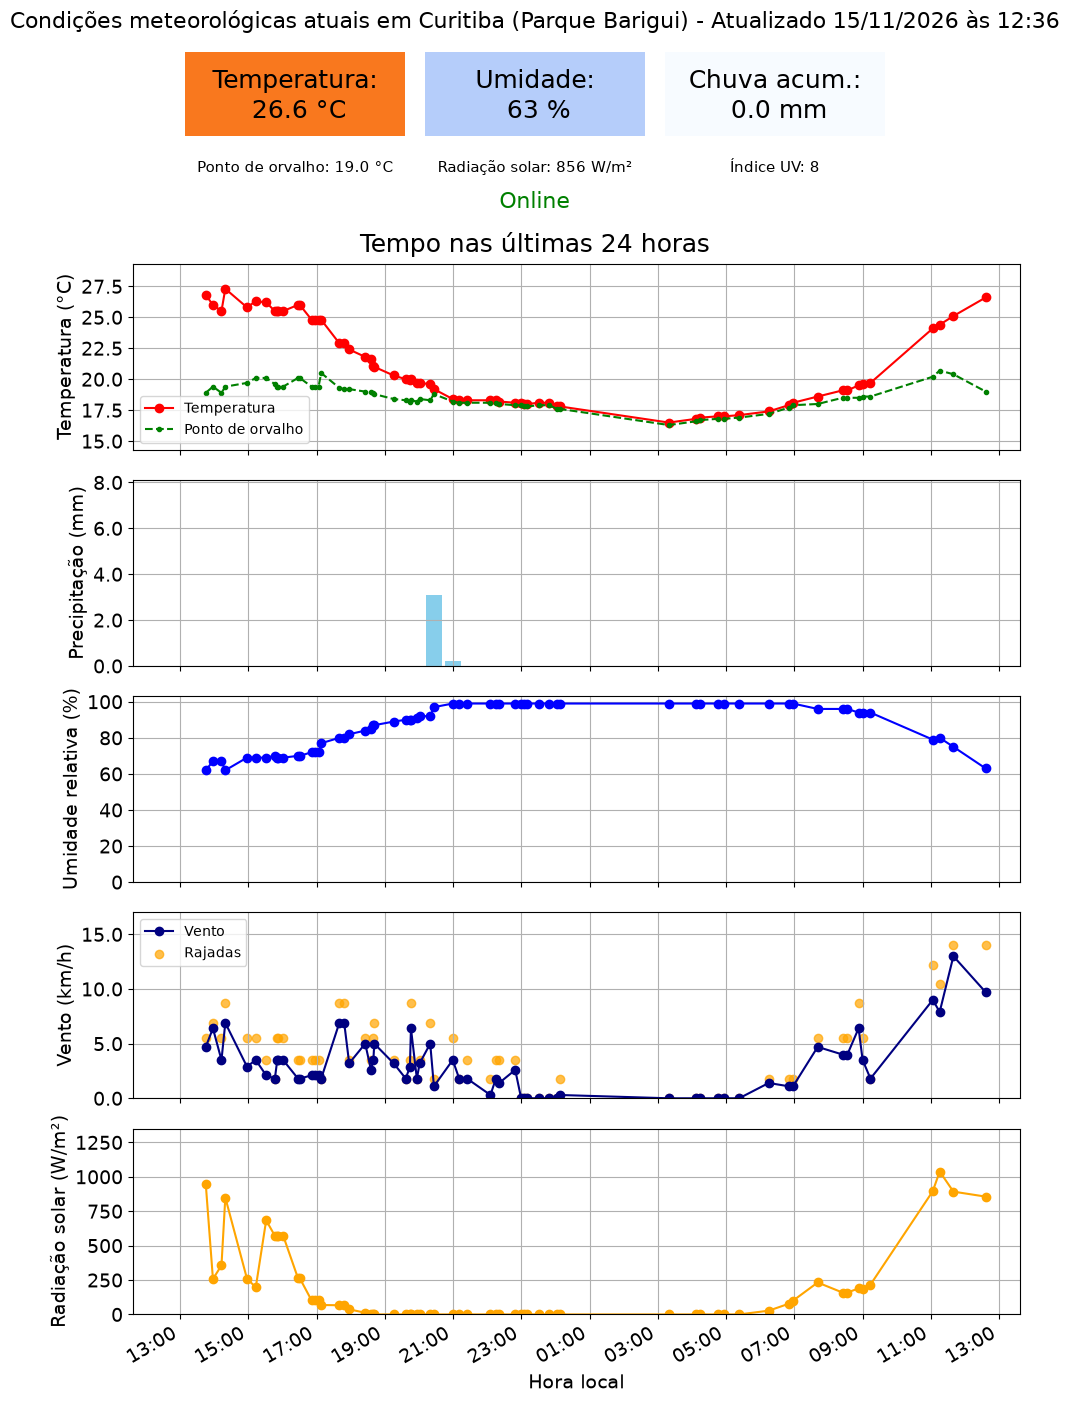 Condições meteorológicas atuais em Curitiba (Parque Barigui) - Atualizado 15/11/2026 às 12:36
Temperatura:
26.6 °C
Umidade:
63 %
Chuva acum.:
0.0 mm
Ponto de orvalho: 19.0 °C
Radiação solar: 856 W/m²
Índice UV: 8
Online
Tempo nas últimas 24 horas
Temperatura (°C)
27.5
25.0
22.5
20.0
17.5
15.0
Temperatura
Ponto de orvalho
Precipitação (mm)
8.0
6.0
4.0
2.0
0.0
Umidade relativa (%)
100
80
60
40
20
0
Vento (km/h)
15.0
10.0
5.0
0.0
Vento
Rajadas
Radiação solar (W/m²)
1250
1000
750
500
250
0
13:00
15:00
17:00
19:00
21:00
23:00
01:00
03:00
05:00
07:00
09:00
11:00
13:00
Hora local